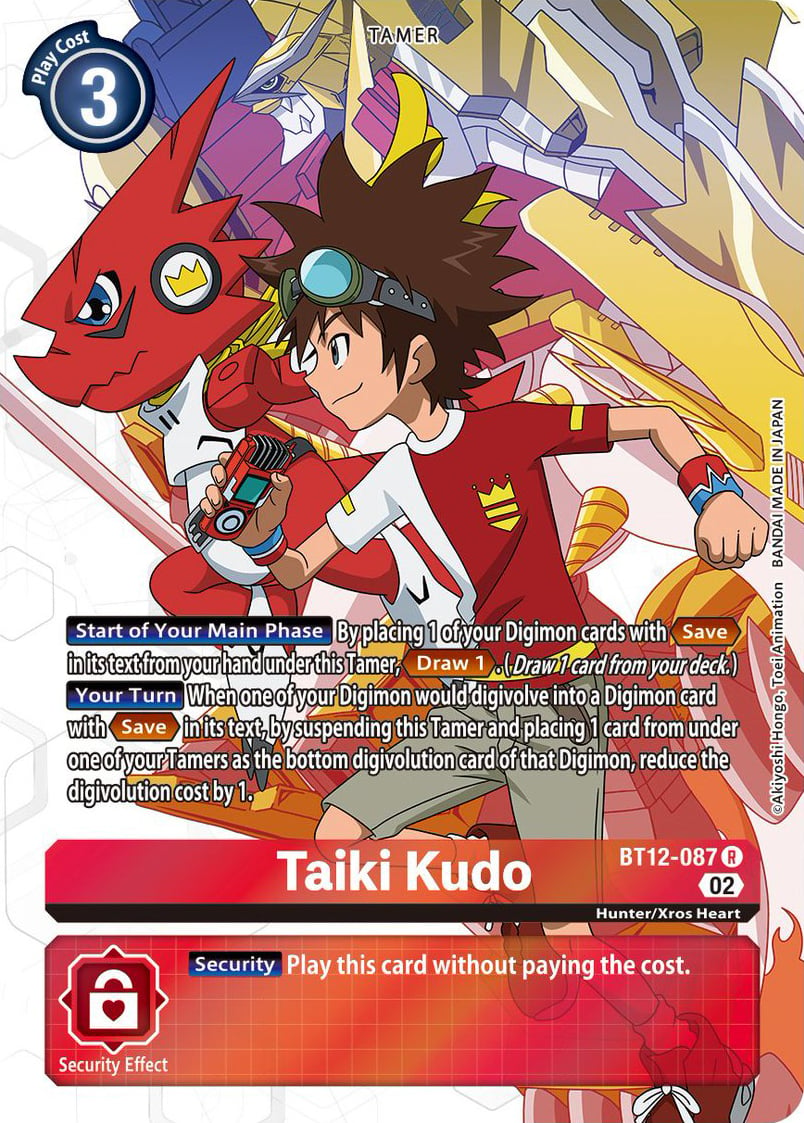 TAMER
Play Cost
3
Start of Your Main Phase By placing 1 of your Digimon cards with Save
in its text from your hand under this Tamer, Draw 1. (Draw 1 card from your deck.)
Your Turn When one of your Digimon would digivolve into a Digimon card
with Save in its text, by suspending this Tamer and placing 1 card from under
one of your Tamers as the bottom digivolution card of that Digimon, reduce the
digivolution cost by 1.
©Akiyoshi Hongo, Toei Animation BANDAI MADE IN JAPAN
Taiki Kudo
BT12-087 R
02
Hunter/Xros Heart
Security Play this card without paying the cost.
Security Effect